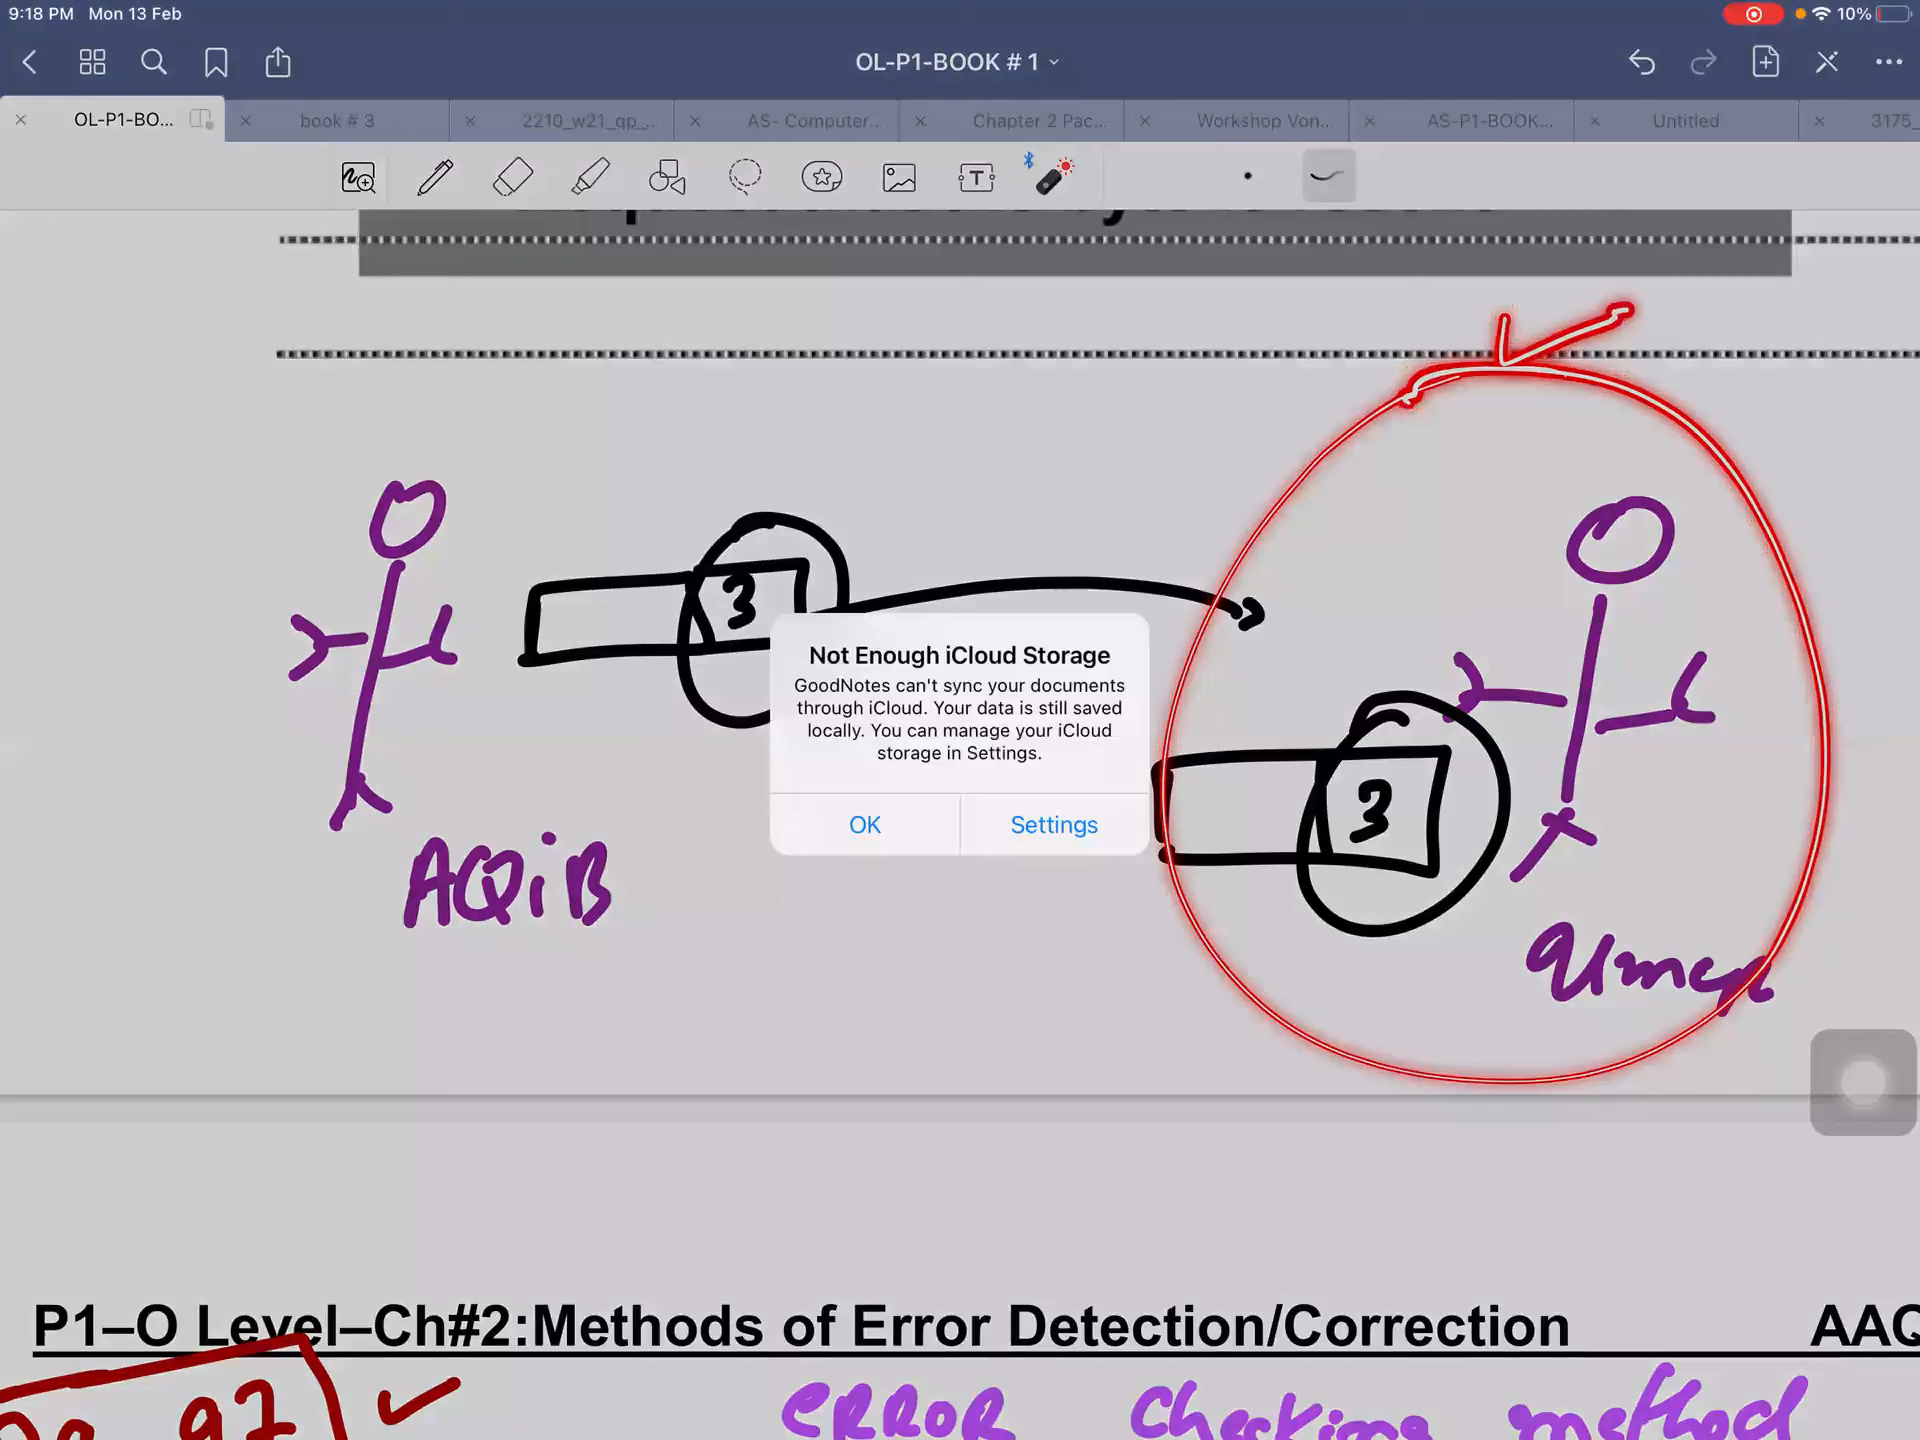 9:18 PM Mon 13 Feb
10%
OL-P1-BOOK # 1
OL-P1-BO...
book # 3
2210_w21_qp_...
AS- Computer...
Chapter 2 Pac...
Workshop Von...
AS-P1-BOOK...
Untitled
3175_
T
3
Not Enough iCloud Storage
GoodNotes can't sync your documents
through iCloud. Your data is still saved
locally. You can manage your iCloud
storage in Settings.
OK
Settings
3
AQiB
P1–O Level–Ch#2:Methods of Error Detection/Correction
AAQ
ERROR Checking method